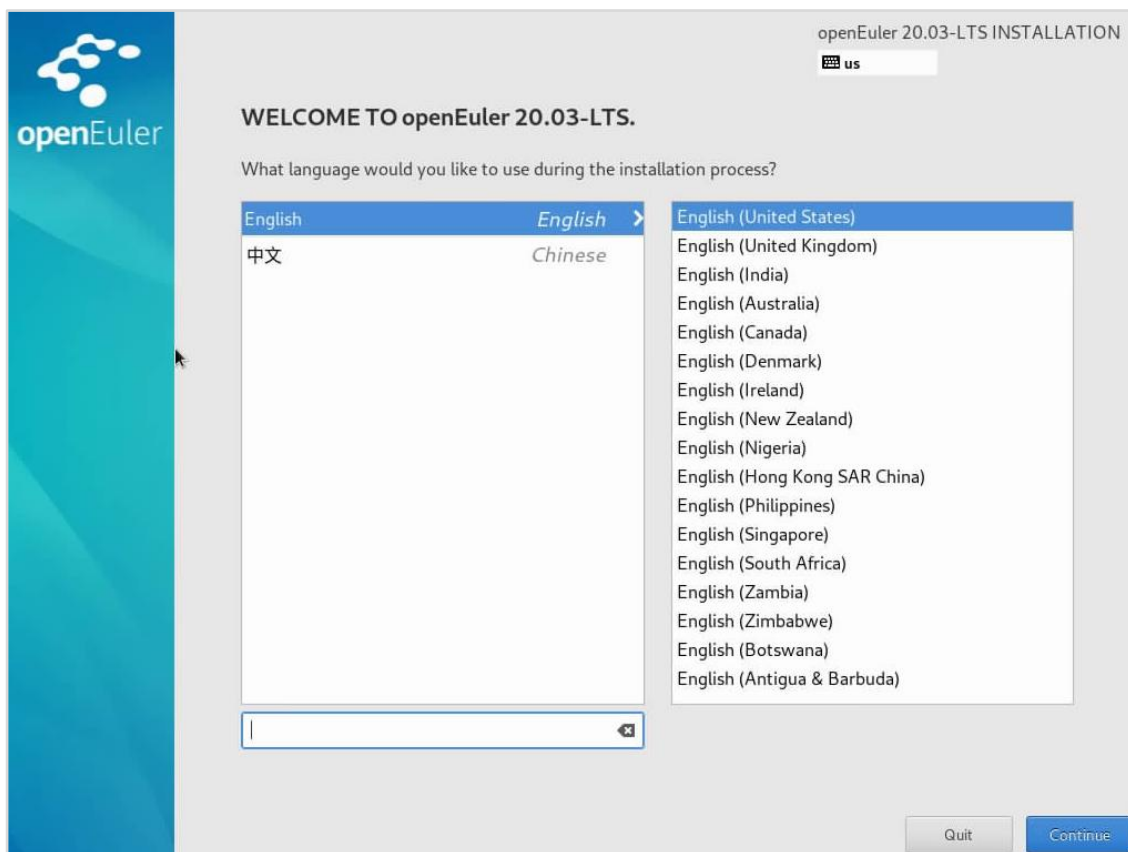 openEuler
openEuler 20.03-LTS INSTALLATION
us
WELCOME TO openEuler 20.03-LTS.
What language would you like to use during the installation process?
English English
中文 Chinese
English (United States)
English (United Kingdom)
English (India)
English (Australia)
English (Canada)
English (Denmark)
English (Ireland)
English (New Zealand)
English (Nigeria)
English (Hong Kong SAR China)
English (Philippines)
English (Singapore)
English (South Africa)
English (Zambia)
English (Zimbabwe)
English (Botswana)
English (Antigua & Barbuda)
Quit Continue